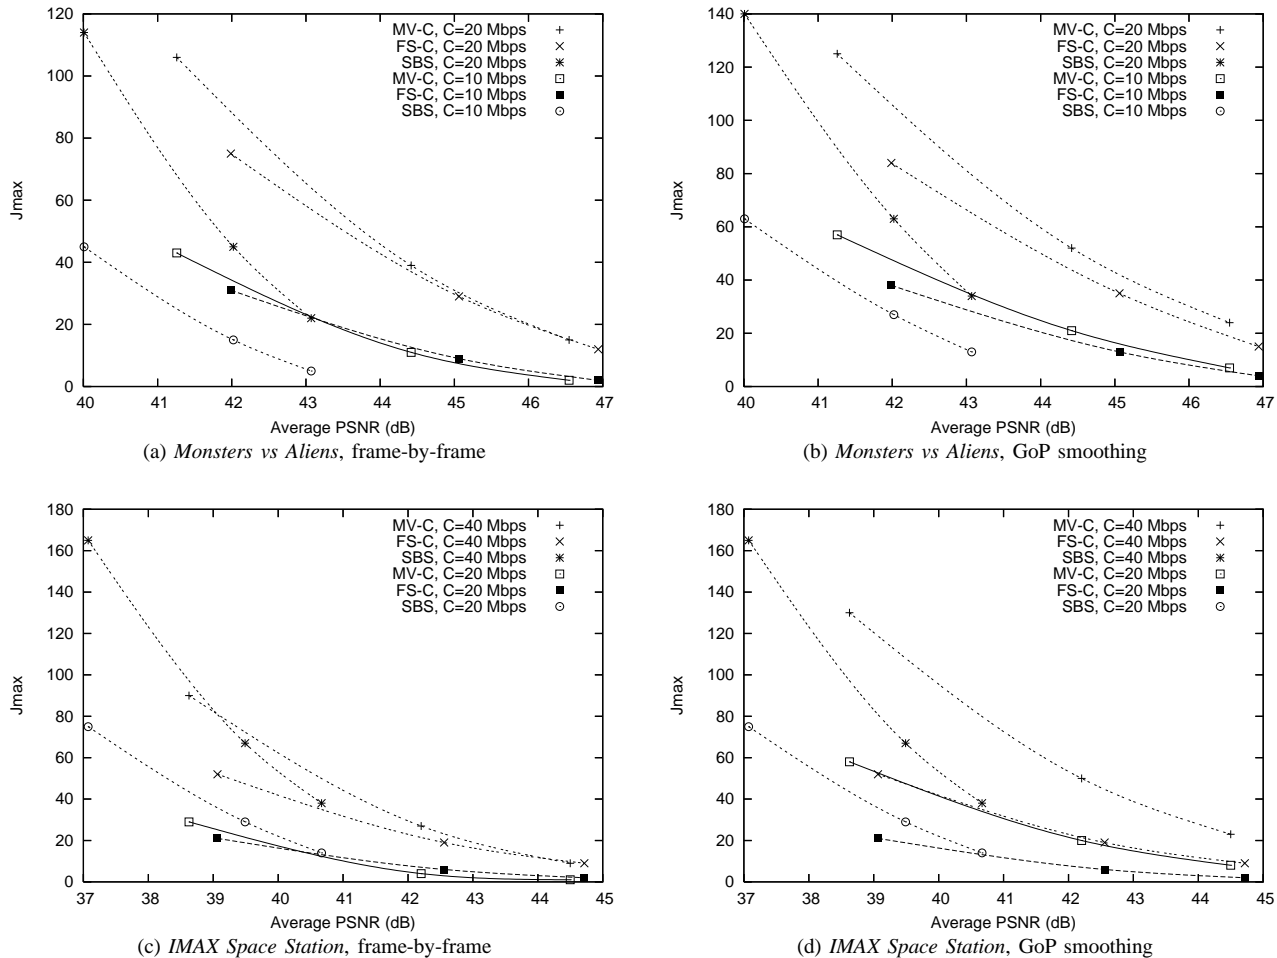 120
100
80
60
40
20
0
Jmax
MV-C, C=20 Mbps
FS-C, C=20 Mbps
SBS, C=20 Mbps
MV-C, C=10 Mbps
FS-C, C=10 Mbps
SBS, C=10 Mbps
40 41 42 43 44 45 46 47
Average PSNR (dB)
(a) Monsters vs Aliens, frame-by-frame
140
120
100
80
60
40
20
0
Jmax
MV-C, C=20 Mbps
FS-C, C=20 Mbps
SBS, C=20 Mbps
MV-C, C=10 Mbps
FS-C, C=10 Mbps
SBS, C=10 Mbps
40 41 42 43 44 45 46 47
Average PSNR (dB)
(b) Monsters vs Aliens, GoP smoothing
180
160
140
120
100
80
60
40
20
0
Jmax
MV-C, C=40 Mbps
FS-C, C=40 Mbps
SBS, C=40 Mbps
MV-C, C=20 Mbps
FS-C, C=20 Mbps
SBS, C=20 Mbps
37 38 39 40 41 42 43 44 45
Average PSNR (dB)
(c) IMAX Space Station, frame-by-frame
180
160
140
120
100
80
60
40
20
0
Jmax
MV-C, C=40 Mbps
FS-C, C=40 Mbps
SBS, C=40 Mbps
MV-C, C=20 Mbps
FS-C, C=20 Mbps
SBS, C=20 Mbps
37 38 39 40 41 42 43 44 45
Average PSNR (dB)
(d) IMAX Space Station, GoP smoothing